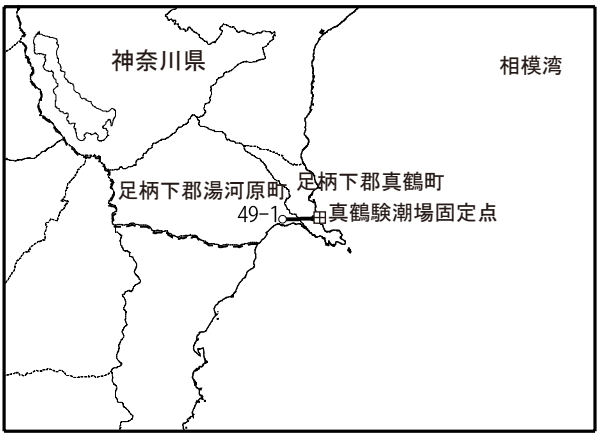 神奈川県
相模湾
足柄下郡湯河原町
足柄下郡真鶴町
49-1
真鶴験潮場固定点